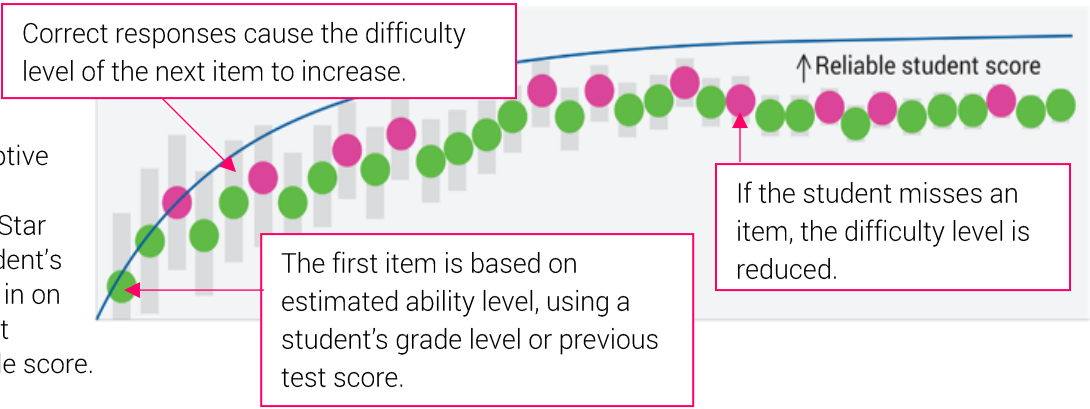 Correct responses cause the difficulty
level of the next item to increase.
↑Reliable student score
Star
in on
score.
If the student misses an
item, the difficulty level is
reduced.
The first item is based on
estimated ability level, using a
student’s grade level or previous
test score.